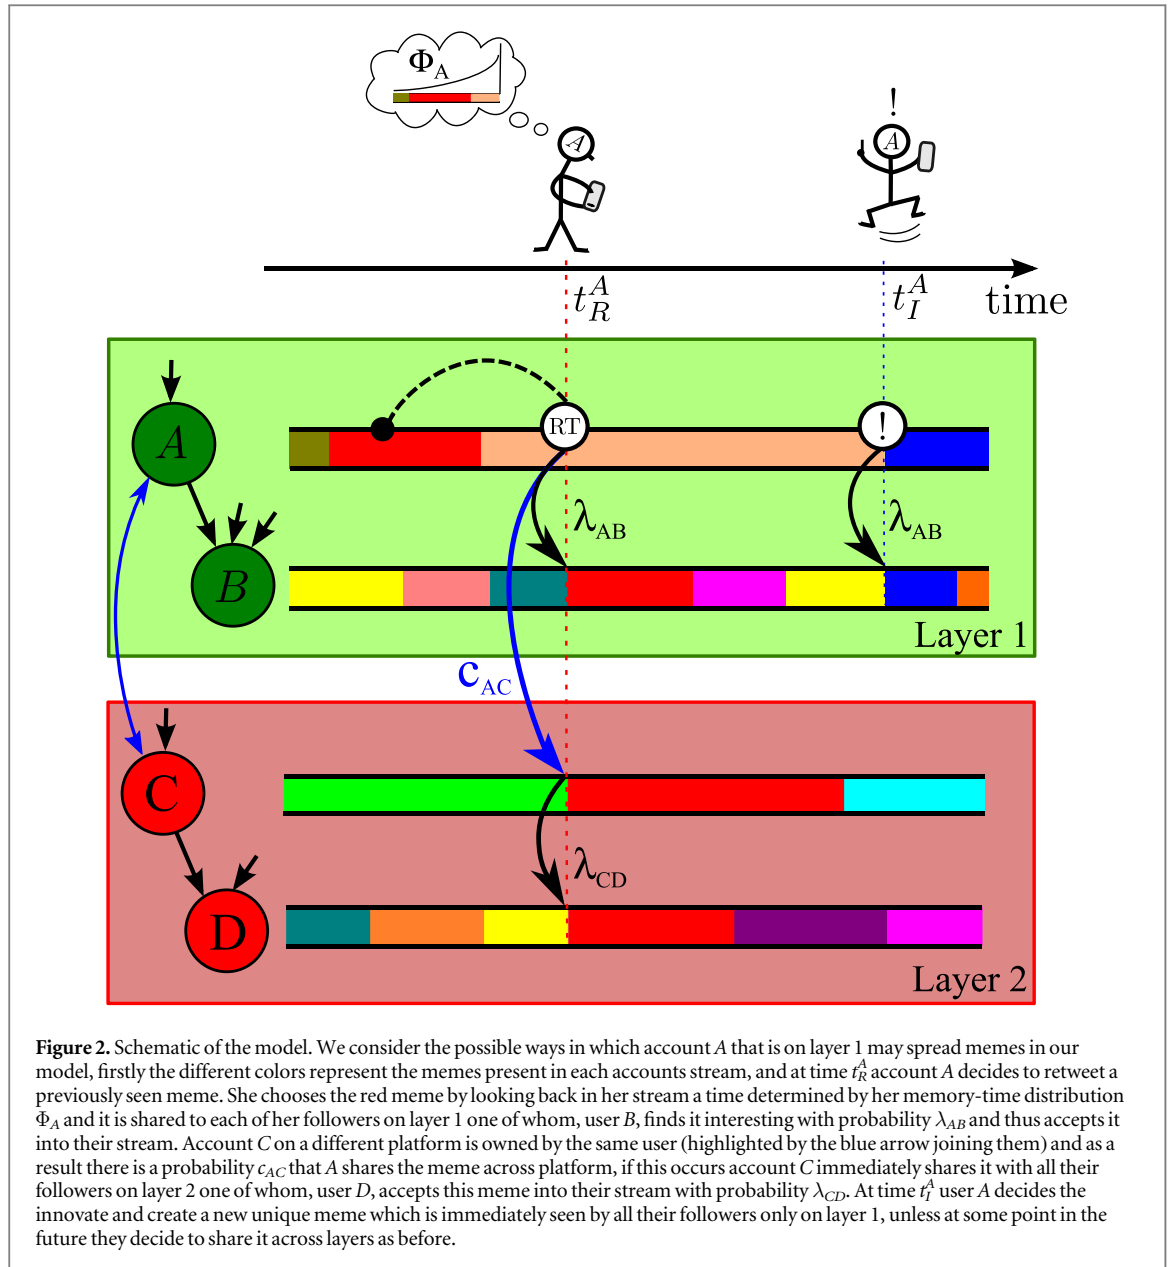 Φ_A
A
!
A
t_R^A
t_I^A
time
A
RT
!
λ_AB
λ_AB
B
Layer 1
c_AC
C
λ_CD
D
Layer 2
Figure 2. Schematic of the model. We consider the possible ways in which account A that is on layer 1 may spread memes in our
model, firstly the different colors represent the memes present in each accounts stream, and at time t_R^A account A decides to retweet a
previously seen meme. She chooses the red meme by looking back in her stream a time determined by her memory-time distribution
Φ_A and it is shared to each of her followers on layer 1 one of whom, user B, finds it interesting with probability λ_AB and thus accepts it
into their stream. Account C on a different platform is owned by the same user (highlighted by the blue arrow joining them) and as a
result there is a probability c_AC that A shares the meme across platform, if this occurs account C immediately shares it with all their
followers on layer 2 one of whom, user D, accepts this meme into their stream with probability λ_CD. At time t_I^A user A decides the
innovate and create a new unique meme which is immediately seen by all their followers only on layer 1, unless at some point in the
future they decide to share it across layers as before.